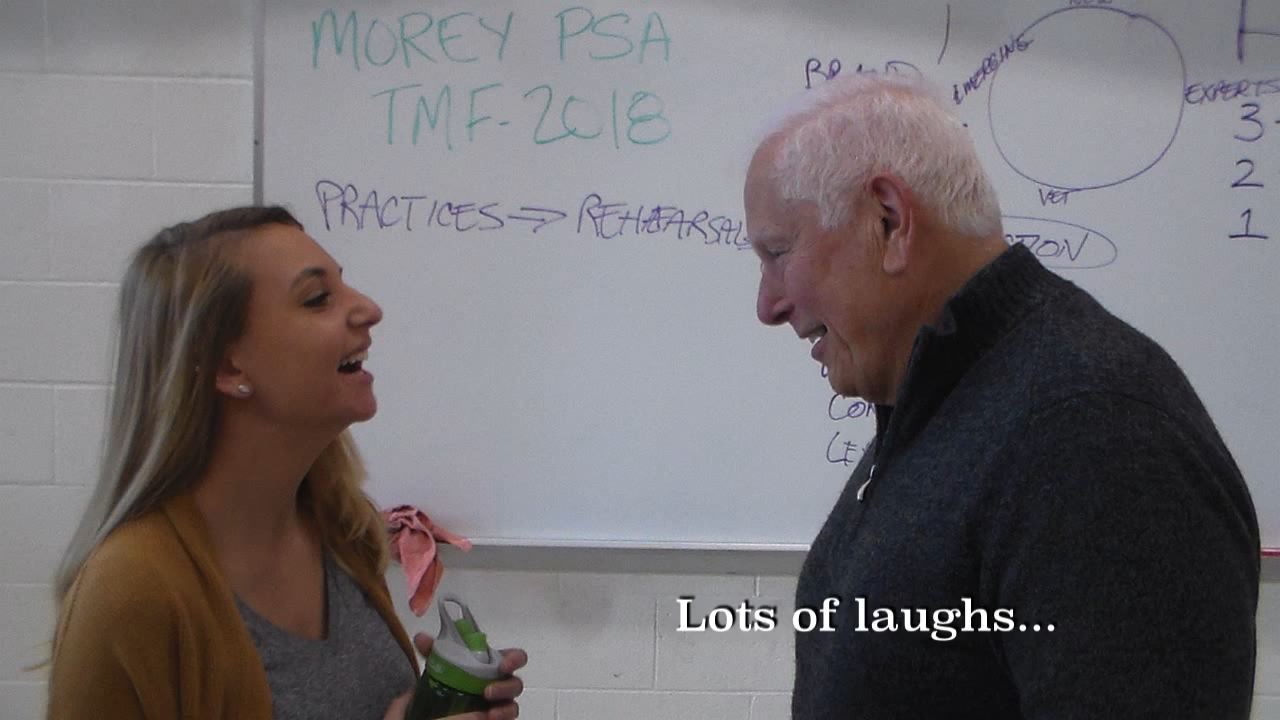 MOREY PSA
TMF-2018
PRACTICES → REHEARSALS
EMERGING
EXPERTS
3
2
1
VET
Lots of laughs...